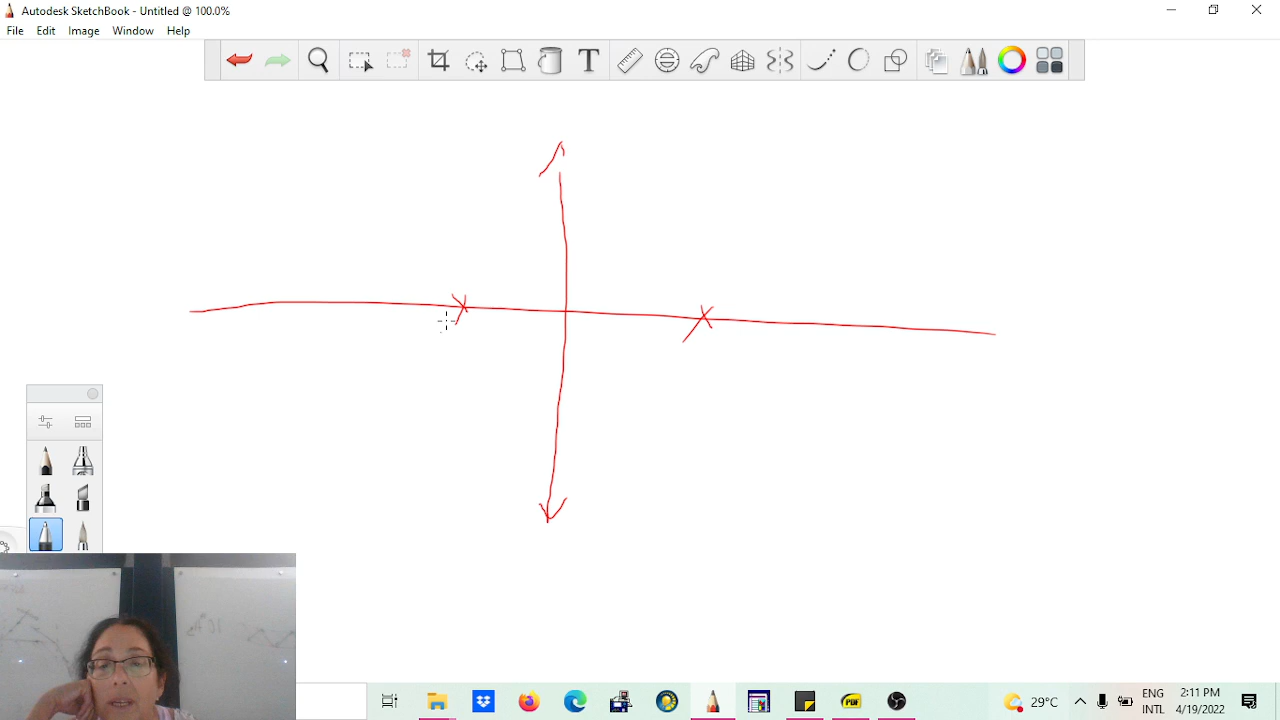 Autodesk SketchBook - Untitled @ 100.0%
File Edit Image Window Help
T
PDF
29°C
ENG
INTL
2:11 PM
4/19/2022